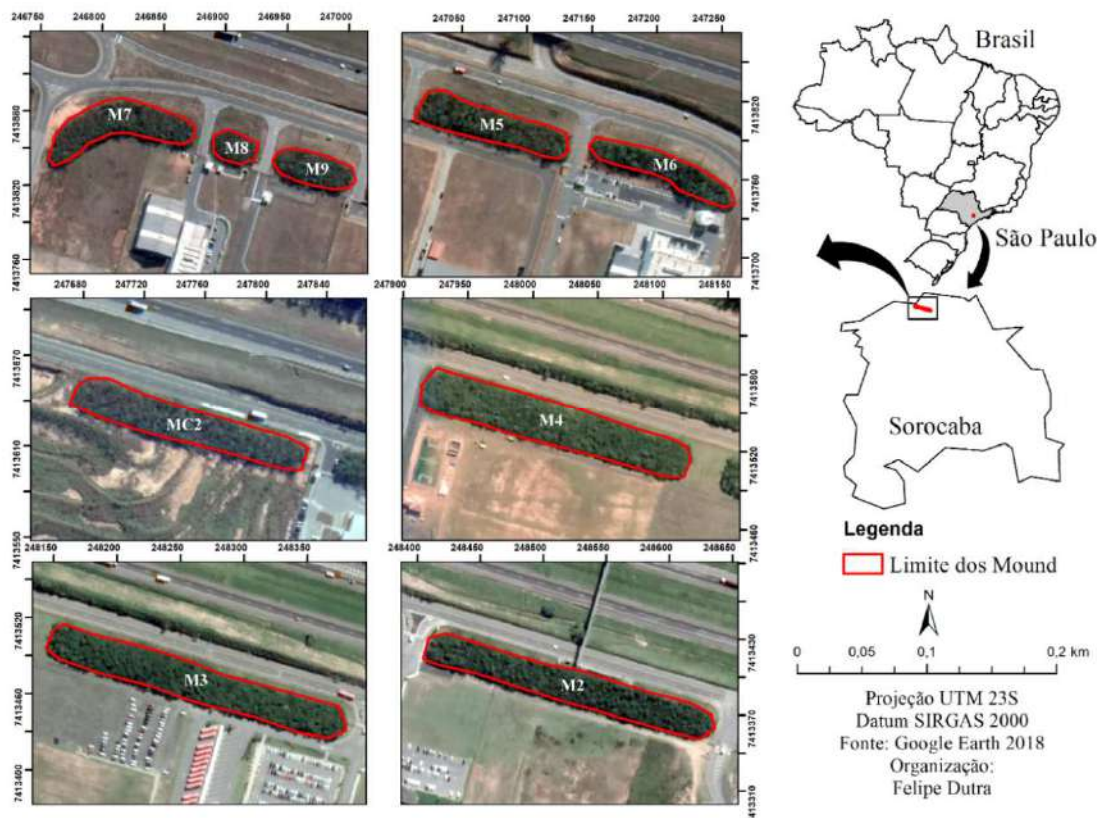 246750 246800 246850 246900 246960 247000
7413880
7413820
7413760
M7
M8
M9
247050 247100 247150 247200 247250
7413820
7413760
7413700
M5
M6
247680 247720 247760 247800 247840
7413670
7413610
7413550
MC2
247900 247950 248000 248050 248100 248150
7413580
7413520
7413460
M4
248150 248200 248250 248300 248350
7413520
7413460
7413400
M3
248400 248450 248500 248550 248600 248650
7413430
7413370
7413310
M2
Brasil
São Paulo
Sorocaba
Legenda
Limite dos Mound
N
0 0,05 0,1 0,2 km
Projeção UTM 23S
Datum SIRGAS 2000
Fonte: Google Earth 2018
Organização:
Felipe Dutra